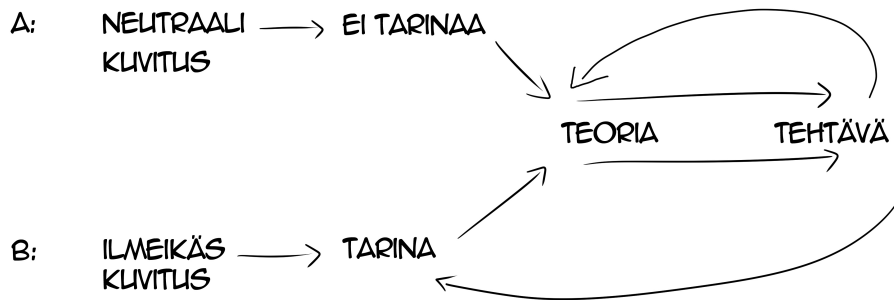 A: NEUTRAALI EI TARINAA
KUVITUS
TEORIA TEHTÄVÄ
B: ILMEIKÄS TARINA
KUVITUS